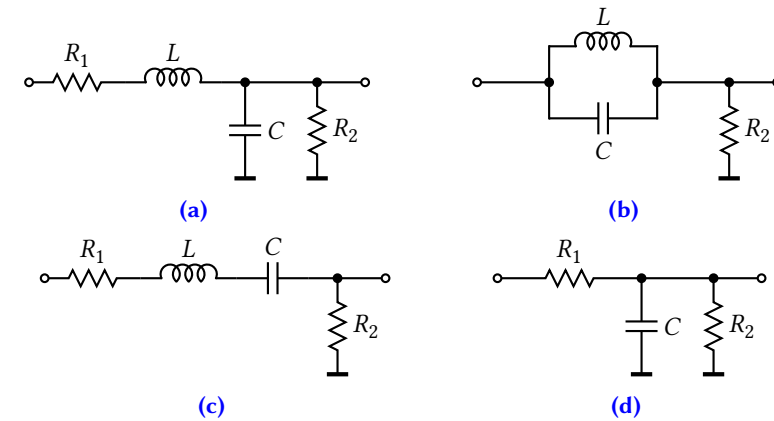 R₁ L
C R₂
(a)
L
C
R₂
(b)
R₁ L C
R₂
(c)
R₁
C R₂
(d)